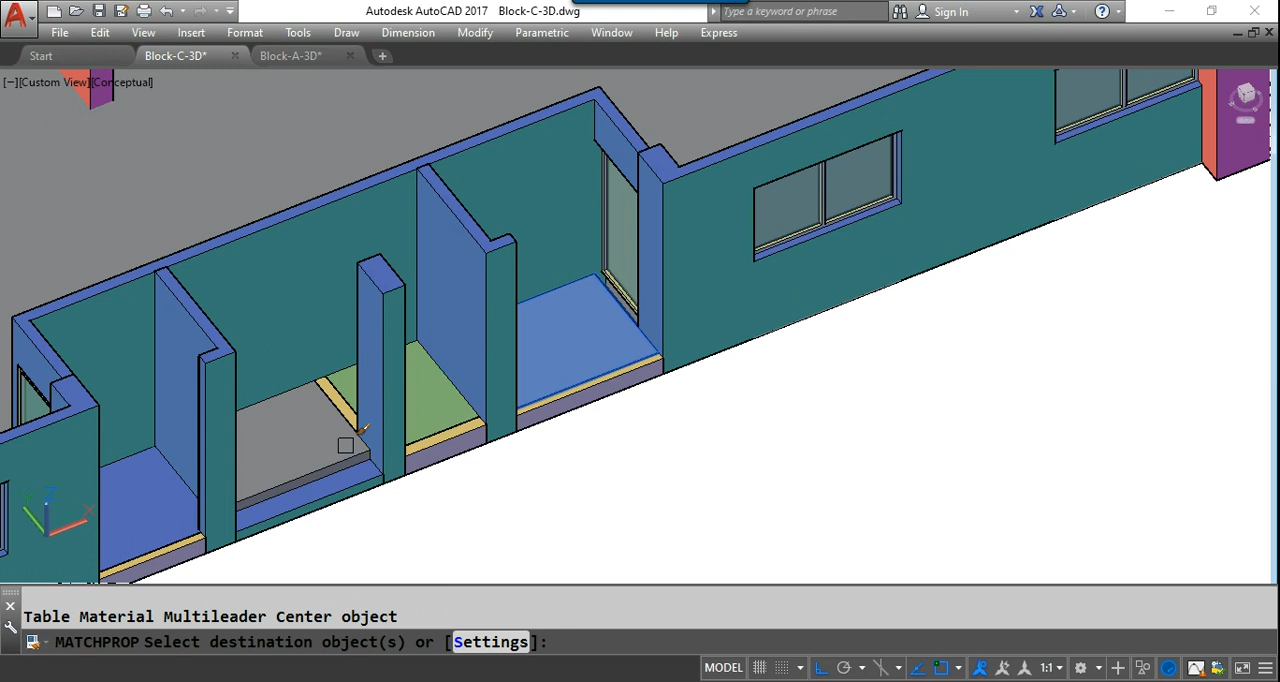 Autodesk AutoCAD 2017 Block-C-3D.dwg
Type a keyword or phrase
Sign In
File Edit View Insert Format Tools Draw Dimension Modify Parametric Window Help Express
Start Block-C-3D* Block-A-3D*
[−][Custom View][Conceptual]
Z
X
Table Material Multileader Center object
MATCHPROP Select destination object(s) or [Settings]:
MODEL 1:1